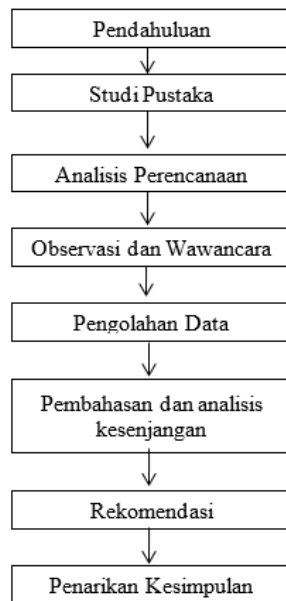 Pendahuluan
Studi Pustaka
Analisis Perencanaan
Observasi dan Wawancara
Pengolahan Data
Pembahasan dan analisis
kesenjangan
Rekomendasi
Penarikan Kesimpulan